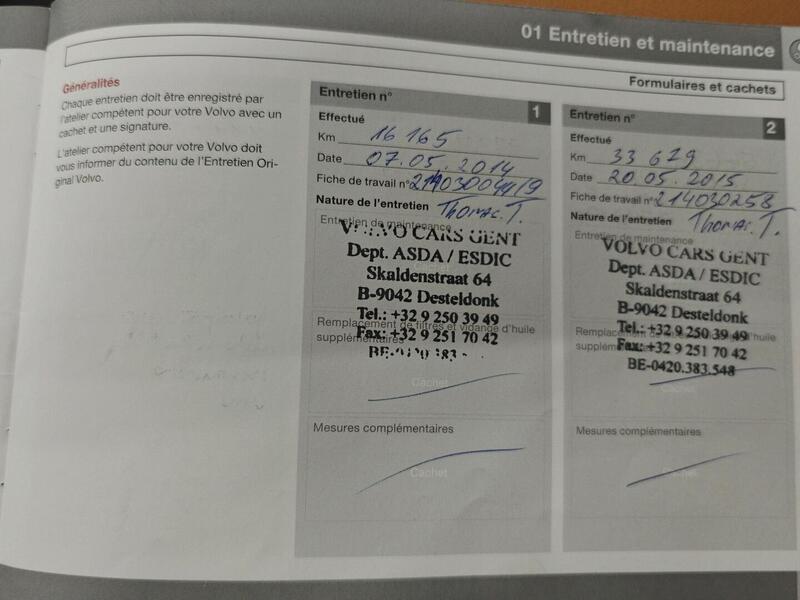 01 Entretien et maintenance
Formulaires et cachets
Généralités
Chaque entretien doit être enregistré par
l'atelier compétent pour votre Volvo avec un
cachet et une signature.
L'atelier compétent pour votre Volvo doit
vous informer du contenu de l'Entretien Ori-
ginal Volvo.
Entretien n°
1
Effectué
Km 16 165
Date 07.05.2014
Fiche de travail n°
Nature de l'entretien Thomas T.
Entretien de maintenance
VOLVO CARS GENT
Dept. ASDA / ESDIC
Skaldenstraat 64
B-9042 Desteldonk
Tel.: +32 9 250 39 49
Remplacement de filtres et vidange d'huile
Fax: +32 9 251 70 42
supplémentaires
Cachet
Mesures complémentaires
Cachet
Entretien n°
2
Effectué
Km 33 679
Date 20.05.2015
Fiche de travail n° 214030258
Nature de l'entretien Thomas T.
Entretien de maintenance
VOLVO CARS GENT
Dept. ASDA / ESDIC
Skaldenstraat 64
B-9042 Desteldonk
Tel.: +32 9 250 39 49
Fax: +32 9 251 70 42
BE-0420.383.548
Cachet
Mesures complémentaires
Cachet